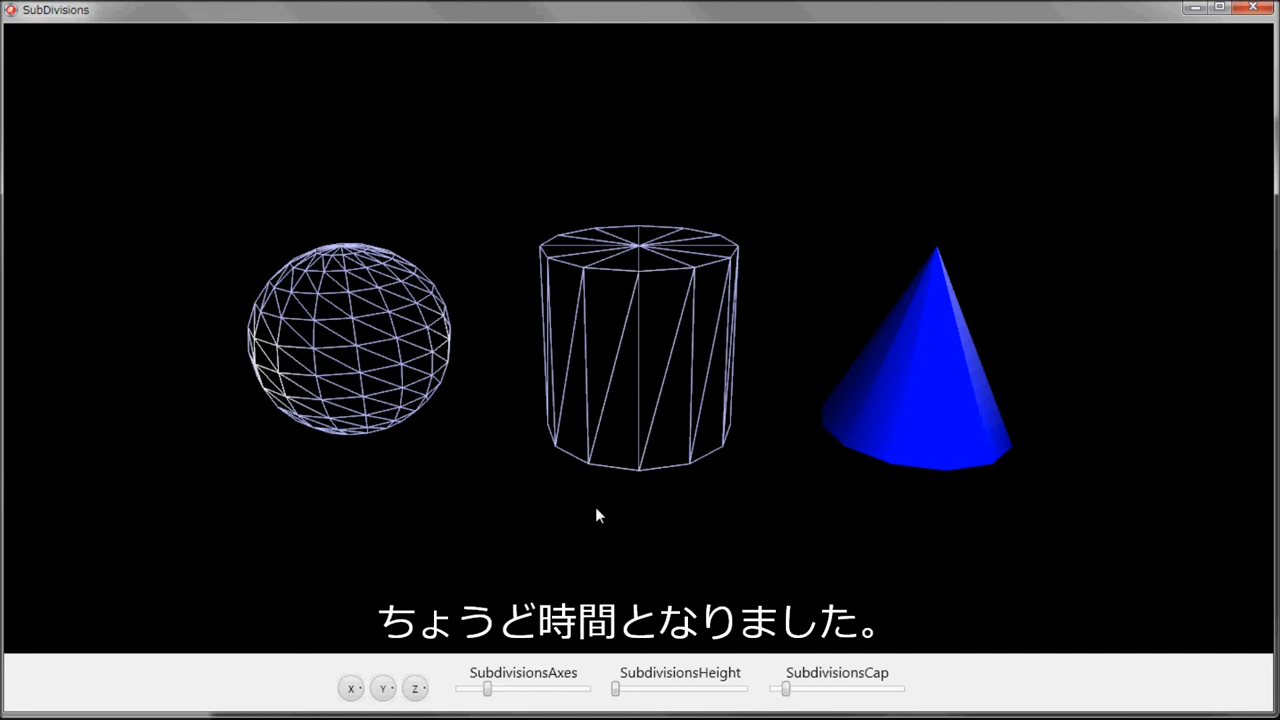 SubDivisions
ちょうど時間となりました。
SubdivisionsAxes SubdivisionsHeight SubdivisionsCap
X Y Z